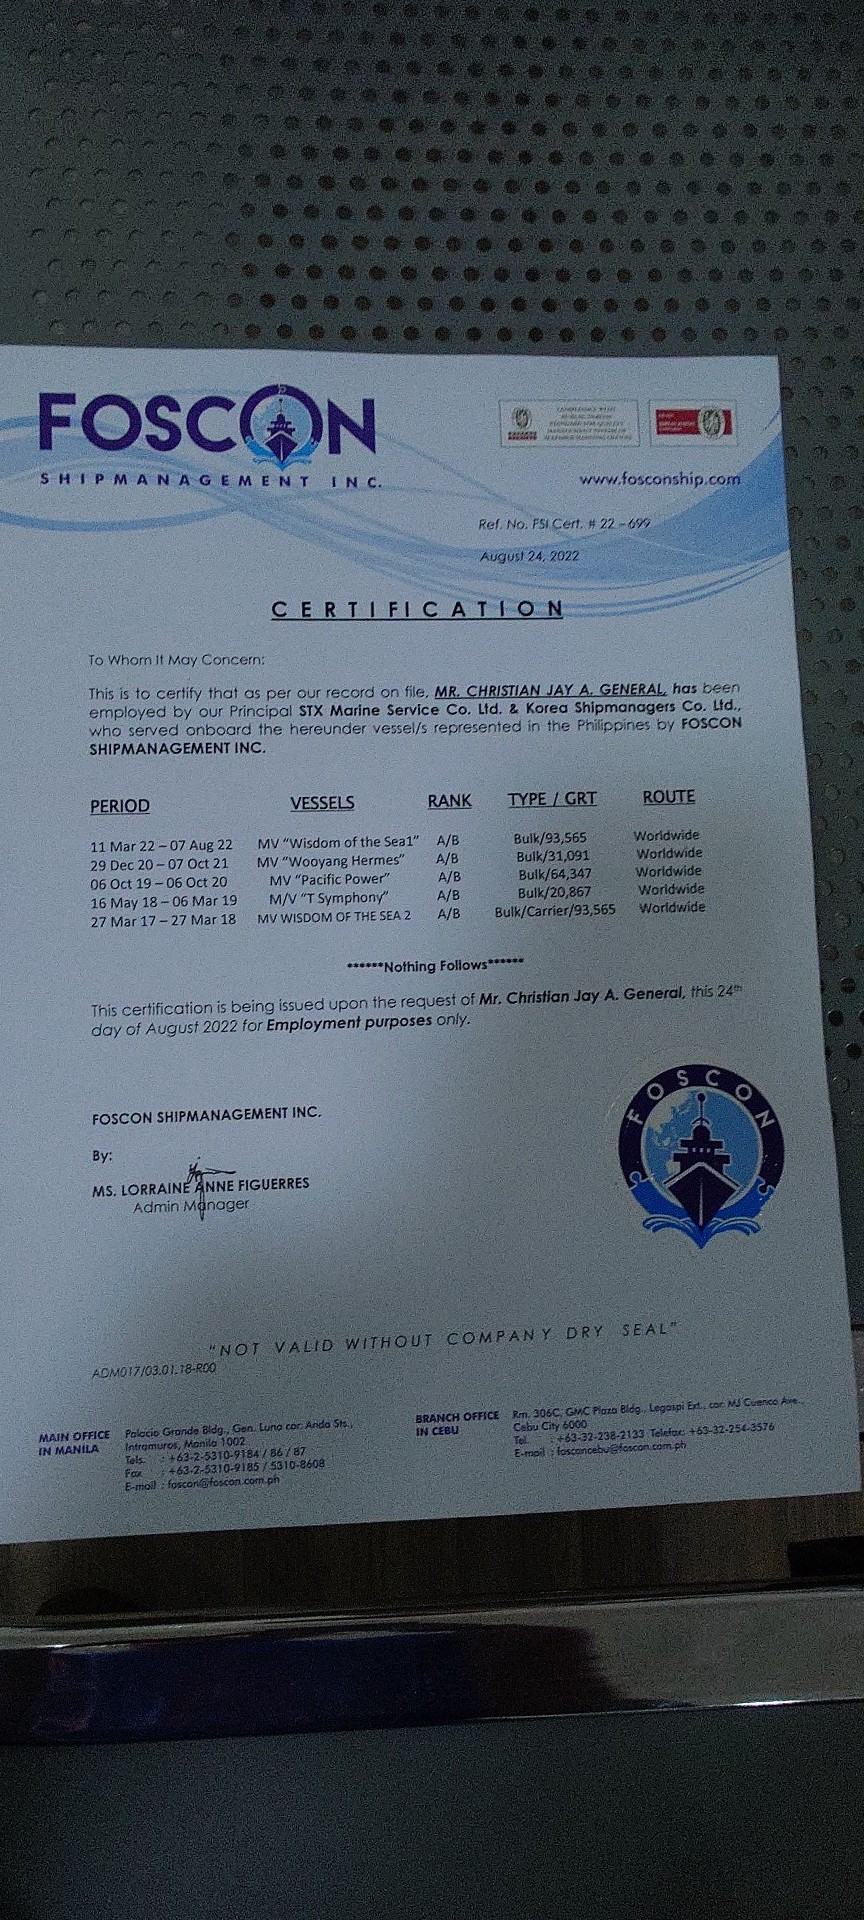 FOSCON
SHIPMANAGEMENT INC.
www.fosconship.com
Ref. No. FSI Cert. # 22 – 699
August 24, 2022
CERTIFICATION
To Whom It May Concern:
This is to certify that as per our record on file, MR. CHRISTIAN JAY A. GENERAL, has been
employed by our Principal STX Marine Service Co. Ltd. & Korea Shipmanagers Co. Ltd.,
who served onboard the hereunder vessel/s represented in the Philippines by FOSCON
SHIPMANAGEMENT INC.
PERIOD VESSELS RANK TYPE / GRT ROUTE
11 Mar 22 – 07 Aug 22 MV "Wisdom of the Sea1" A/B Bulk/93,565 Worldwide
29 Dec 20 – 07 Oct 21 MV "Wooyang Hermes" A/B Bulk/31,091 Worldwide
06 Oct 19 – 06 Oct 20 MV "Pacific Power" A/B Bulk/64,347 Worldwide
16 May 18 – 06 Mar 19 M/V "T Symphony" A/B Bulk/20,867 Worldwide
27 Mar 17 – 27 Mar 18 MV WISDOM OF THE SEA 2 A/B Bulk/Carrier/93,565 Worldwide
******Nothing Follows******
This certification is being issued upon the request of Mr. Christian Jay A. General, this 24th
day of August 2022 for Employment purposes only.
FOSCON SHIPMANAGEMENT INC.
By:
MS. LORRAINE ANNE FIGUERRES
Admin Manager
FOSCON
"NOT VALID WITHOUT COMPANY DRY SEAL"
ADM017/03.01.18-R00
MAIN OFFICE IN MANILA
Palacio Grande Bldg., Gen. Luna cor. Anda Sts.,
Intramuros, Manila 1002
Tels. : +63-2-5310-9184 / 86 / 87
Fax : +63-2-5310-9185 / 5310-8608
E-mail : foscon@foscon.com.ph
BRANCH OFFICE IN CEBU
Rm. 306C, GMC Plaza Bldg., Legaspi Ext., cor. MJ Cuenco Ave.,
Cebu City 6000
Tel. : +63-32-238-2133 Telefax: +63-32-254-3576
E-mail : fosconcebu@foscon.com.ph